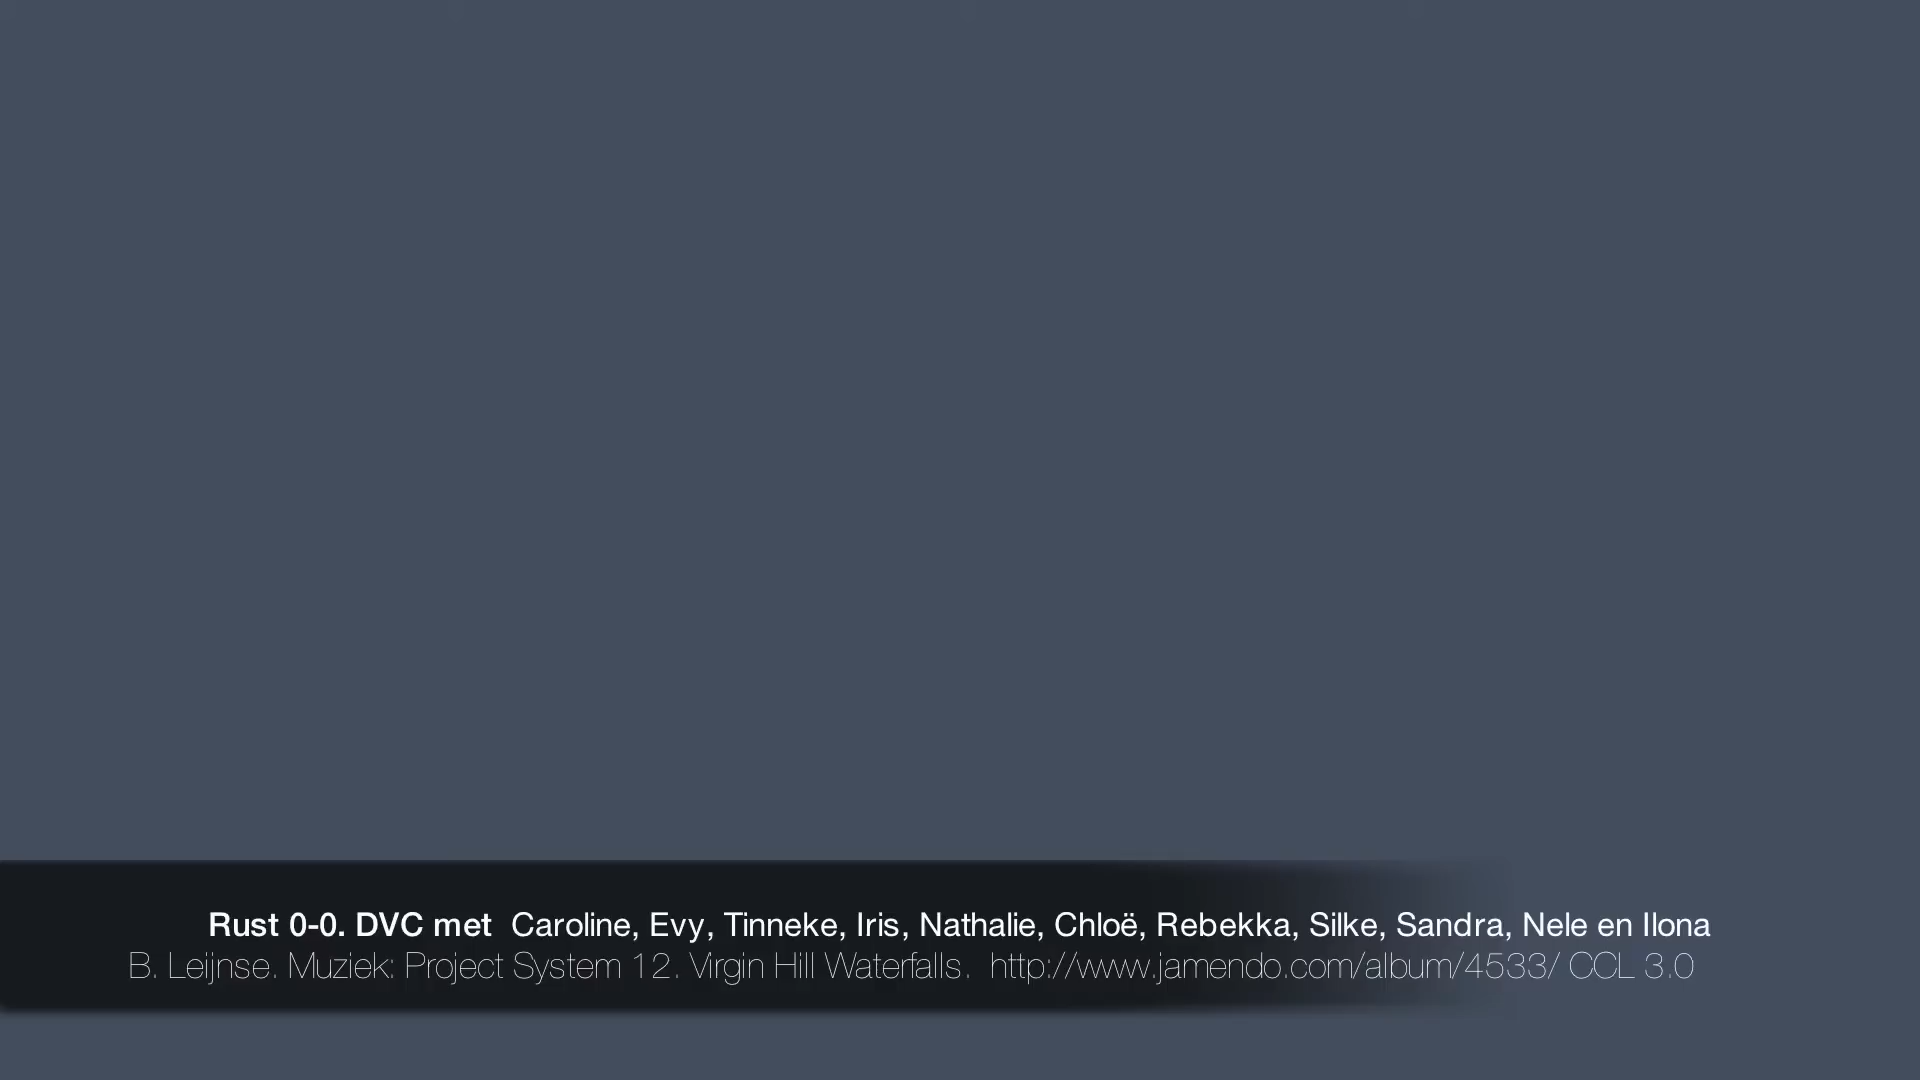 Rust 0-0. DVC met Caroline, Evy, Tinneke, Iris, Nathalie, Chloë, Rebekka, Silke, Sandra, Nele en Ilona
B. Leijnse. Muziek: Project System 12. Virgin Hill Waterfalls. http://www.jamendo.com/album/4533/ CCL 3.0